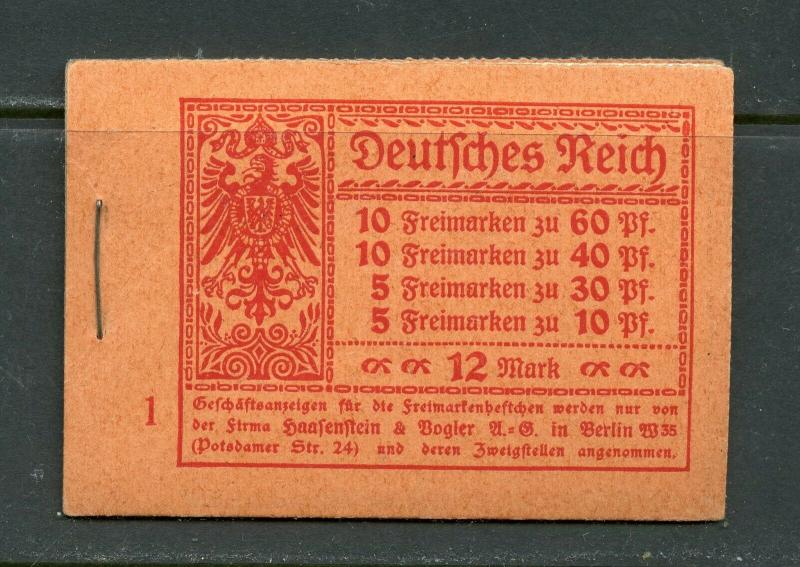 Deutsches Reich
10 Freimarken zu 60 Pf.
10 Freimarken zu 40 Pf.
5 Freimarken zu 30 Pf.
5 Freimarken zu 10 Pf.
12 Mark
1
Geschäftsanzeigen für die Freimarkenheftchen werden nur von
der Firma Haasenstein & Vogler A.=G. in Berlin W35
(Potsdamer Str. 24) und deren Zweigstellen angenommen.